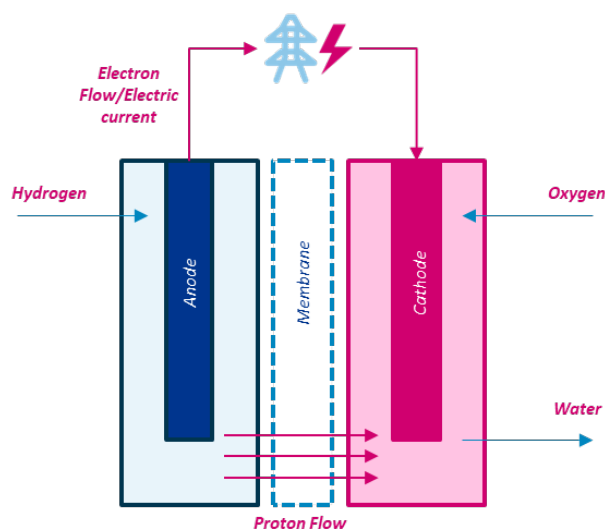 Electron
Flow/Electric
current
Hydrogen
Oxygen
Anode
Membrane
Cathode
Water
Proton Flow